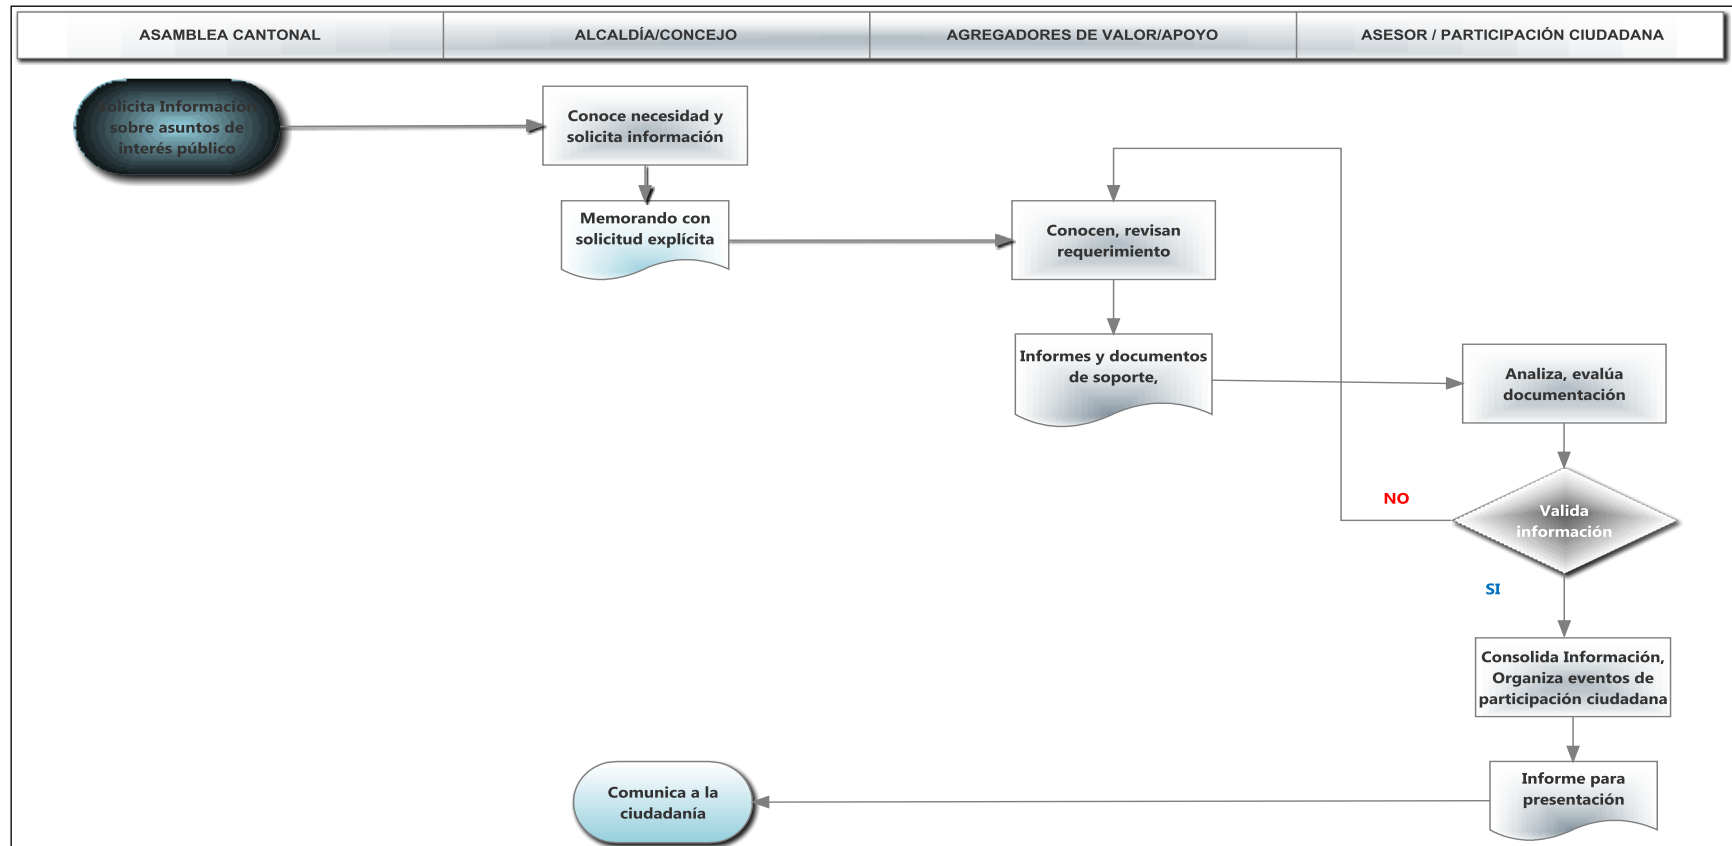 ASAMBLEA CANTONAL
ALCALDÍA/CONCEJO
AGREGADORES DE VALOR/APOYO
ASESOR / PARTICIPACIÓN CIUDADANA
Solicita Información
sobre asuntos de
interés público
Conoce necesidad y
solicita información
Memorando con
solicitud explícita
Conocen, revisan
requerimiento
Informes y documentos
de soporte,
Analiza, evalúa
documentación
NO
Valida
información
SI
Consolida Información,
Organiza eventos de
participación ciudadana
Informe para
presentación
Comunica a la
ciudadanía